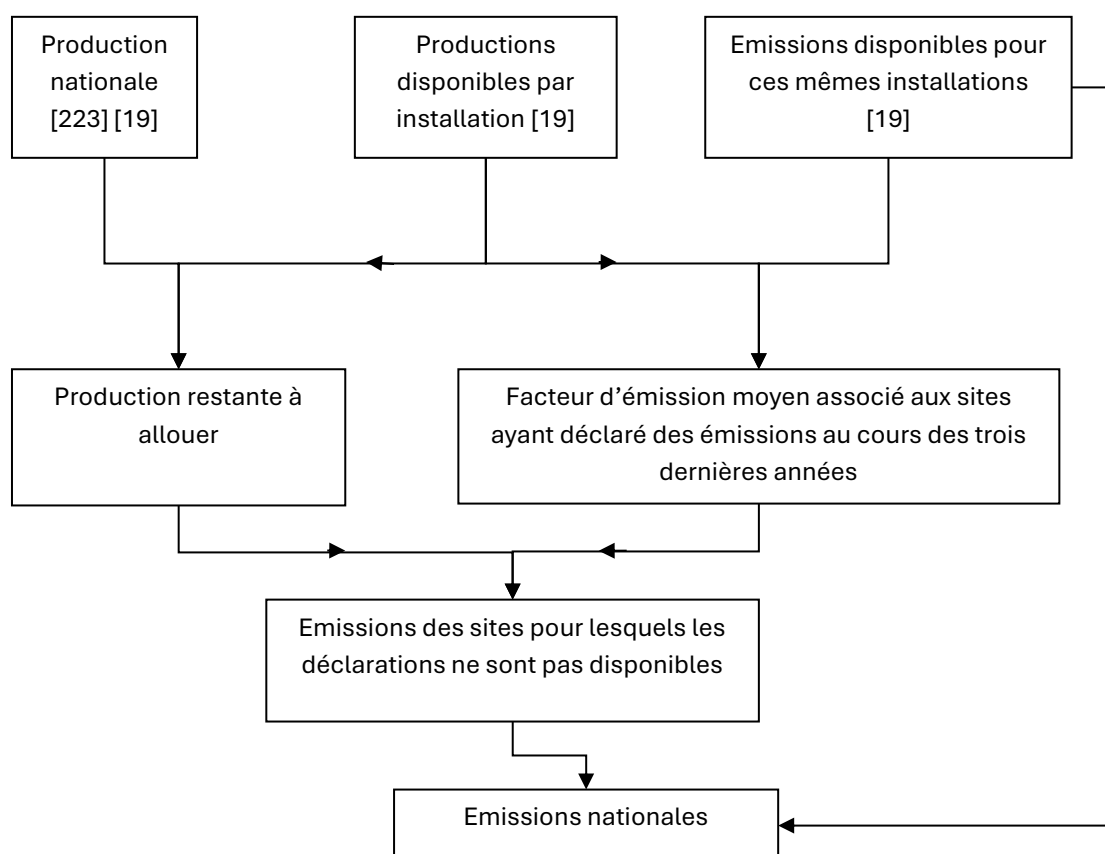 Production
nationale
[223] [19]
Productions
disponibles par
installation [19]
Emissions disponibles pour
ces mêmes installations
[19]
Production restante à
allouer
Facteur d’émission moyen associé aux sites
ayant déclaré des émissions au cours des trois
dernières années
Emissions des sites pour lesquels les
déclarations ne sont pas disponibles
Emissions nationales